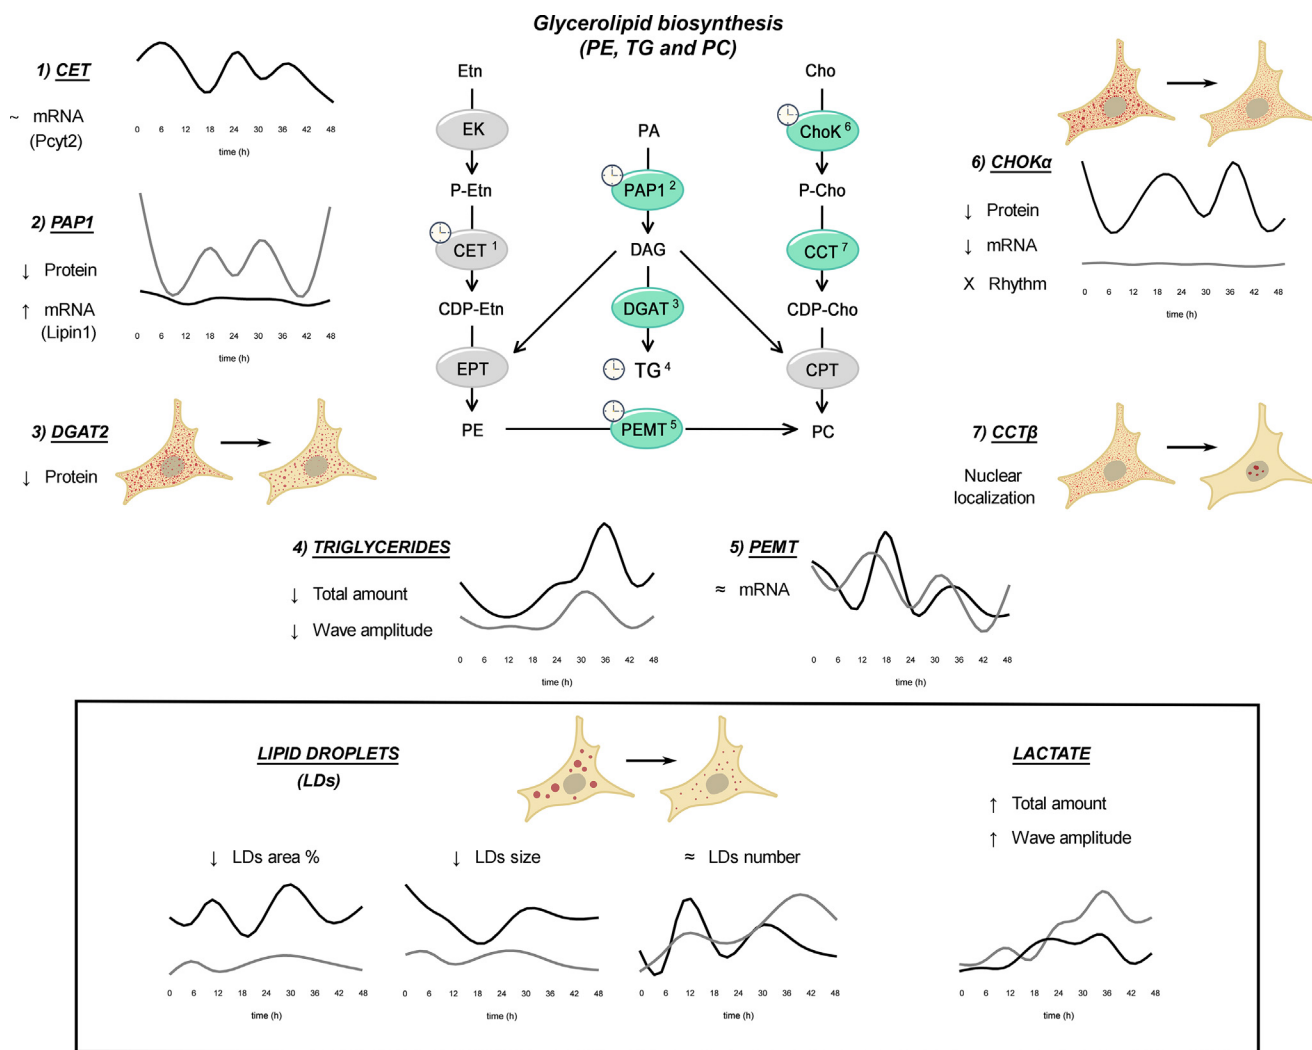 Glycerolipid biosynthesis
(PE, TG and PC)
1) CET
~ mRNA
(Pcyt2)
0 6 12 18 24 30 36 42 48
time (h)
2) PAP1
↓ Protein
↑ mRNA
(Lipin1)
0 6 12 18 24 30 36 42 48
time (h)
3) DGAT2
↓ Protein
Etn
EK
P-Etn
CET 1
CDP-Etn
EPT
PE
PA
PAP1 2
DAG
DGAT 3
TG 4
PEMT 5
Cho
ChoK 6
P-Cho
CCT 7
CDP-Cho
CPT
PC
6) CHOKα
↓ Protein
↓ mRNA
X Rhythm
0 6 12 18 24 30 36 42 48
time (h)
7) CCTβ
Nuclear
localization
4) TRIGLYCERIDES
↓ Total amount
↓ Wave amplitude
0 6 12 18 24 30 36 42 48
time (h)
5) PEMT
≈ mRNA
0 6 12 18 24 30 36 42 48
time (h)
LIPID DROPLETS
(LDs)
↓ LDs area %
0 6 12 18 24 30 36 42 48
time (h)
↓ LDs size
0 6 12 18 24 30 36 42 48
time (h)
≈ LDs number
0 6 12 18 24 30 36 42 48
time (h)
LACTATE
↑ Total amount
↑ Wave amplitude
0 6 12 18 24 30 36 42 48
time (h)